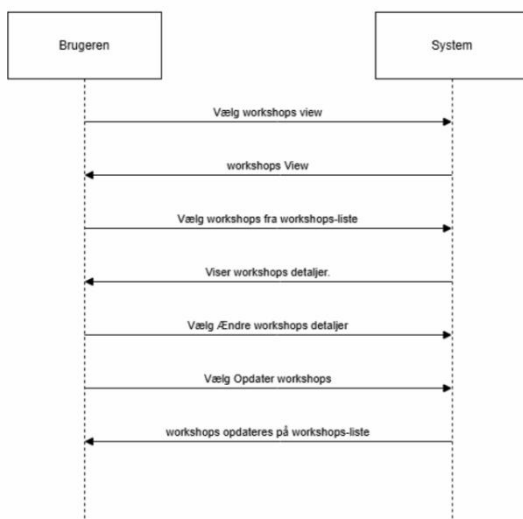 Brugeren
System
Vælg workshops view
workshops View
Vælg workshops fra workshops-liste
Viser workshops detaljer.
Vælg Ændre workshops detaljer
Vælg Opdater workshops
workshops opdateres på workshops-liste